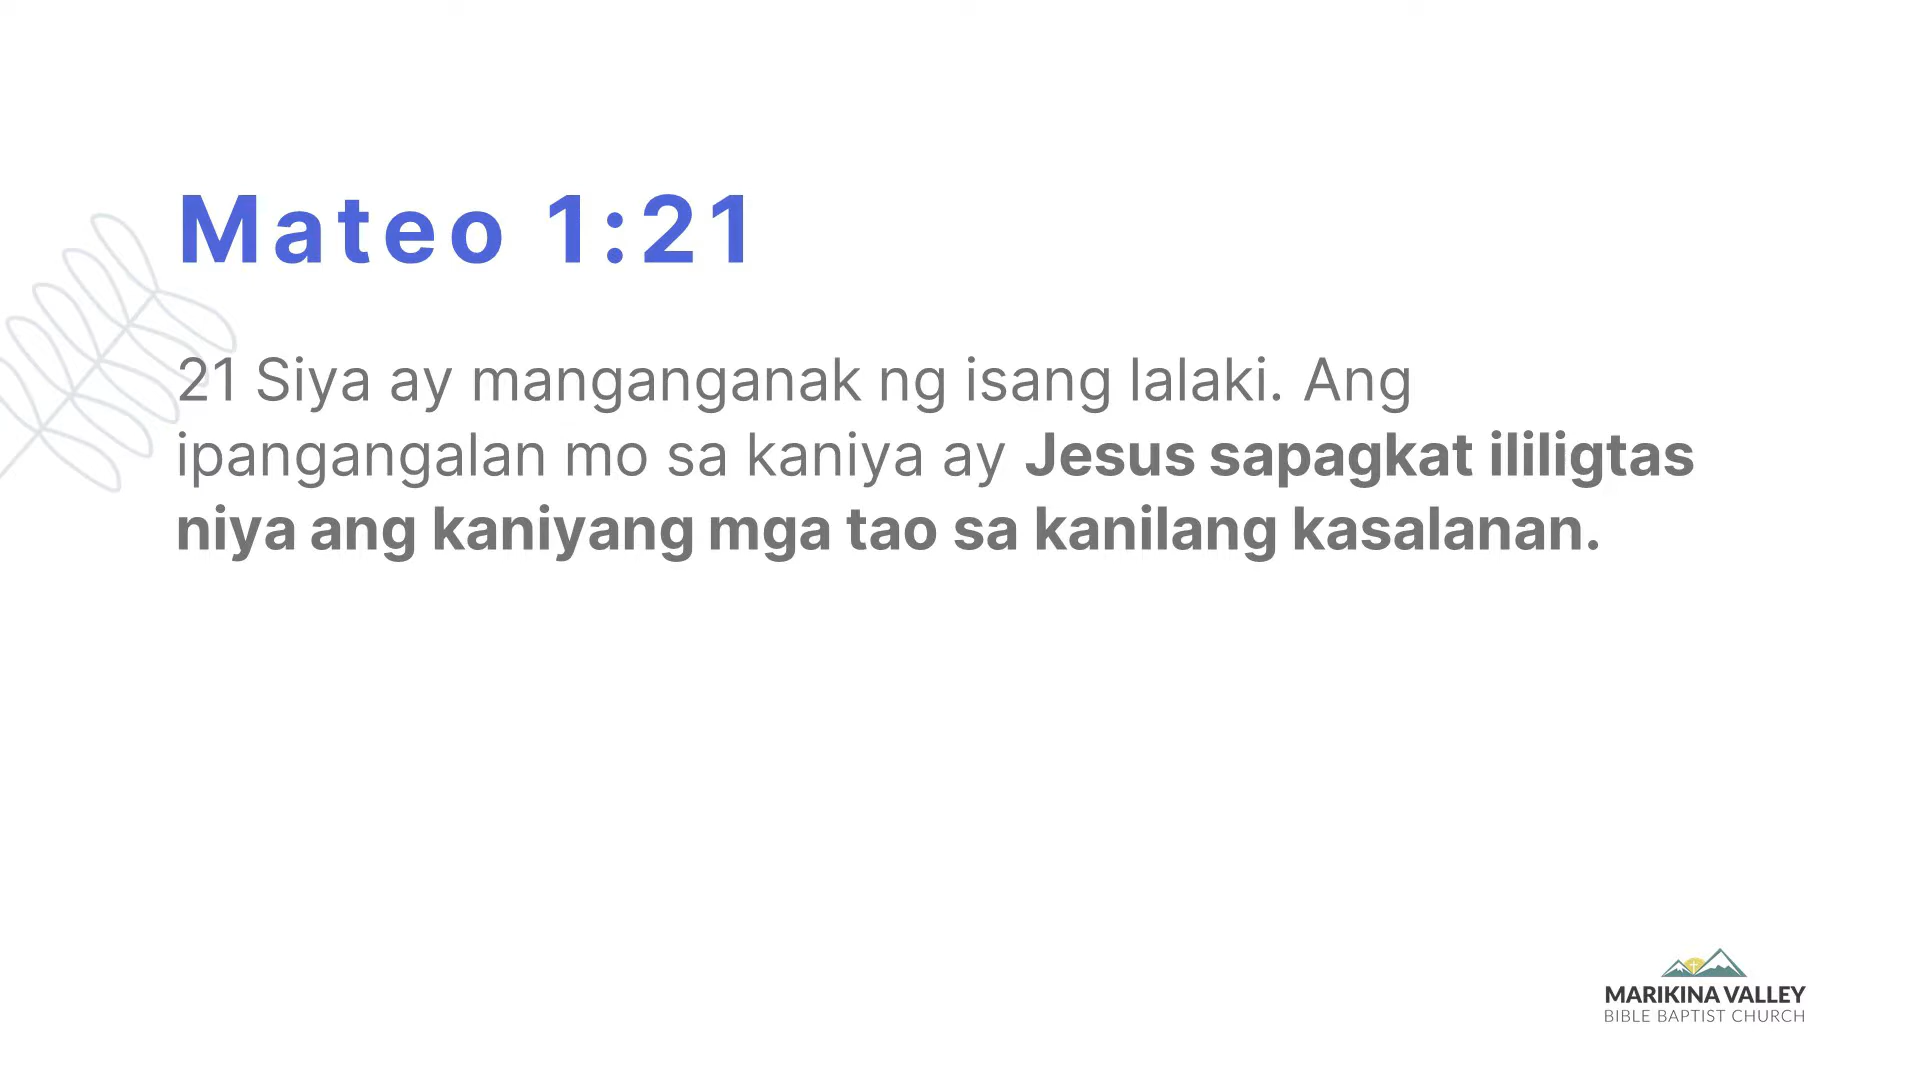 Mateo 1:21
21 Siya ay manganganak ng isang lalaki. Ang
ipangangalan mo sa kaniya ay Jesus sapagkat ililigtas
niya ang kaniyang mga tao sa kanilang kasalanan.
MARIKINA VALLEY
BIBLE BAPTIST CHURCH